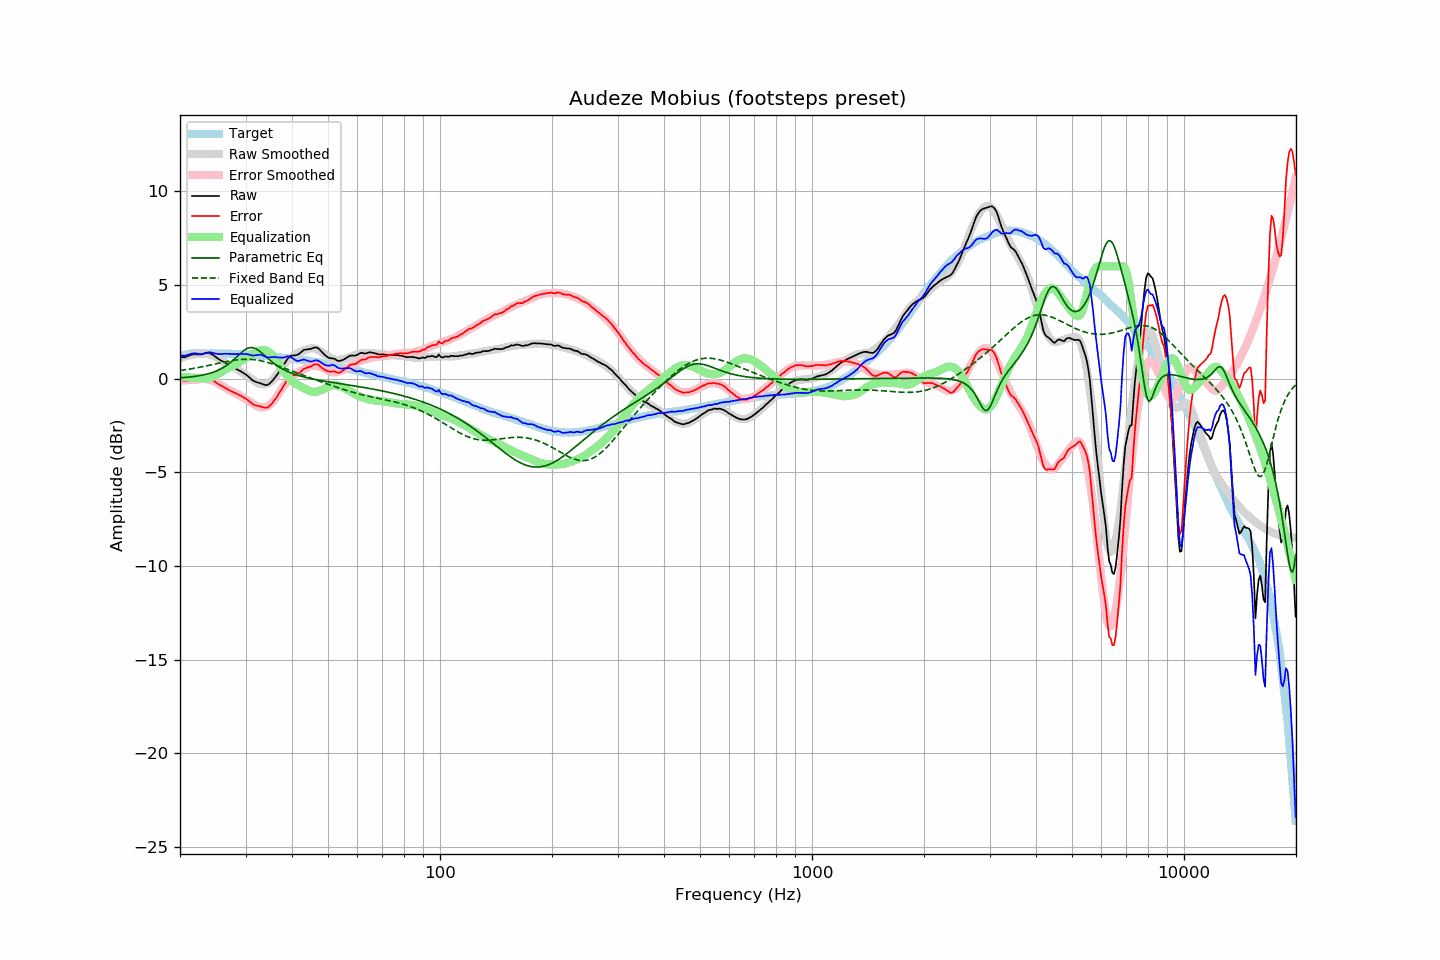 Audeze Mobius (footsteps preset)
Target
Raw Smoothed
Error Smoothed
Raw
Error
Equalization
Parametric Eq
Fixed Band Eq
Equalized
10
5
0
−5
−10
−15
−20
−25
Amplitude (dBr)
100
1000
10000
Frequency (Hz)